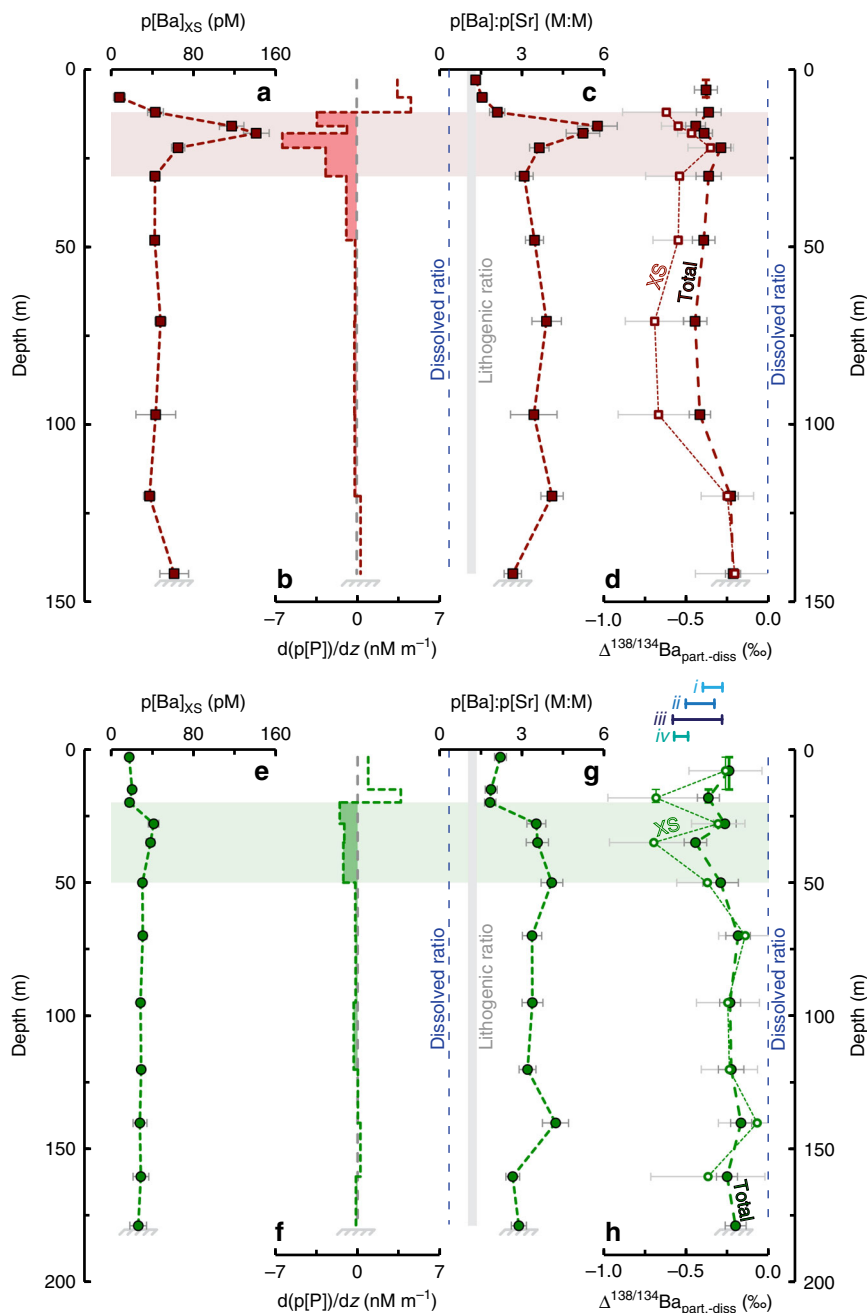 p[Ba]XS (pM) p[Ba]:p[Sr] (M:M)
0 80 160 0 3 6
0 a c 0
50 50
100 100
150 b d 150
Depth (m)
Dissolved ratio
Lithogenic ratio
XS
Total
Dissolved ratio
Depth (m)
−7 0 7 −1.0 −0.5 0.0
d(p[P])/dz (nM m−1) Δ138/134Bapart.-diss (‰)
i
ii
iii
iv
p[Ba]XS (pM) p[Ba]:p[Sr] (M:M)
0 80 160 0 3 6
0 e g 0
50 50
100 100
150 150
200 f h 200
Depth (m)
Dissolved ratio
Lithogenic ratio
XS
Total
Dissolved ratio
Depth (m)
−7 0 7 −1.0 −0.5 0.0
d(p[P])/dz (nM m−1) Δ138/134Bapart.-diss (‰)